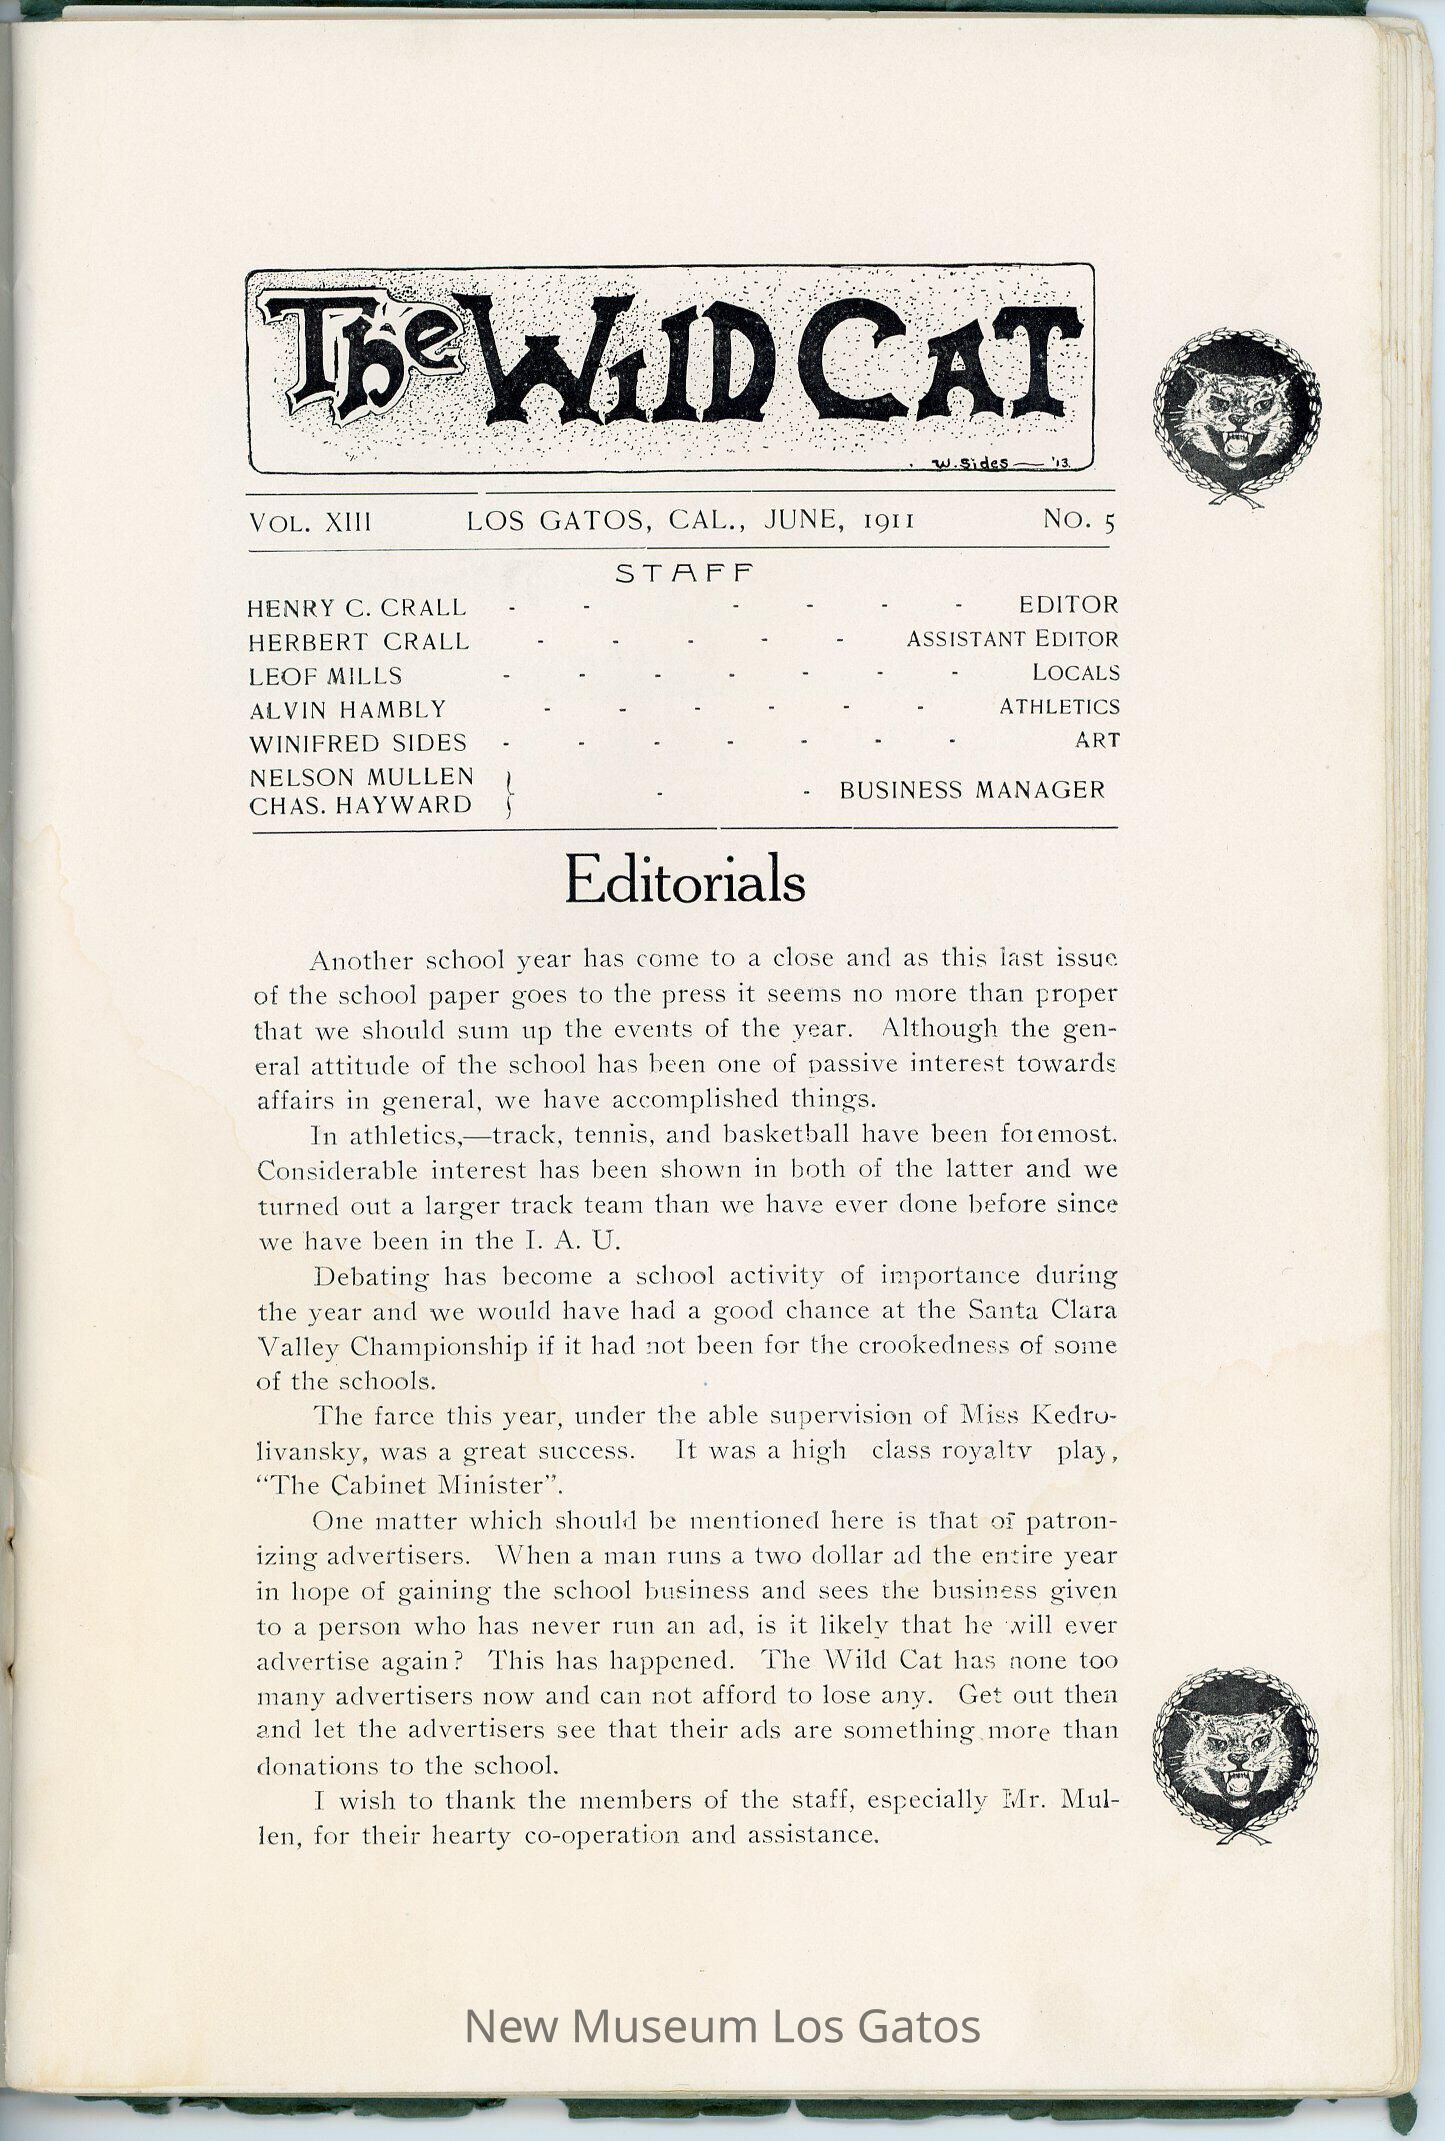 The Wild Cat
W. Sides — '13.
VOL. XIII LOS GATOS, CAL., JUNE, 1911 NO. 5
STAFF
HENRY C. CRALL - - - - - - EDITOR
HERBERT CRALL - - - - - ASSISTANT EDITOR
LEOF MILLS - - - - - - - LOCALS
ALVIN HAMBLY - - - - - - ATHLETICS
WINIFRED SIDES - - - - - - - ART
NELSON MULLEN
CHAS. HAYWARD } - - BUSINESS MANAGER
Editorials
Another school year has come to a close and as this last issue
of the school paper goes to the press it seems no more than proper
that we should sum up the events of the year. Although the gen-
eral attitude of the school has been one of passive interest towards
affairs in general, we have accomplished things.
In athletics,—track, tennis, and basketball have been foremost.
Considerable interest has been shown in both of the latter and we
turned out a larger track team than we have ever done before since
we have been in the I. A. U.
Debating has become a school activity of importance during
the year and we would have had a good chance at the Santa Clara
Valley Championship if it had not been for the crookedness of some
of the schools.
The farce this year, under the able supervision of Miss Kedro-
livansky, was a great success. It was a high class royalty play,
“The Cabinet Minister”.
One matter which should be mentioned here is that of patron-
izing advertisers. When a man runs a two dollar ad the entire year
in hope of gaining the school business and sees the business given
to a person who has never run an ad, is it likely that he will ever
advertise again? This has happened. The Wild Cat has none too
many advertisers now and can not afford to lose any. Get out then
and let the advertisers see that their ads are something more than
donations to the school.
I wish to thank the members of the staff, especially Mr. Mul-
len, for their hearty co-operation and assistance.
New Museum Los Gatos